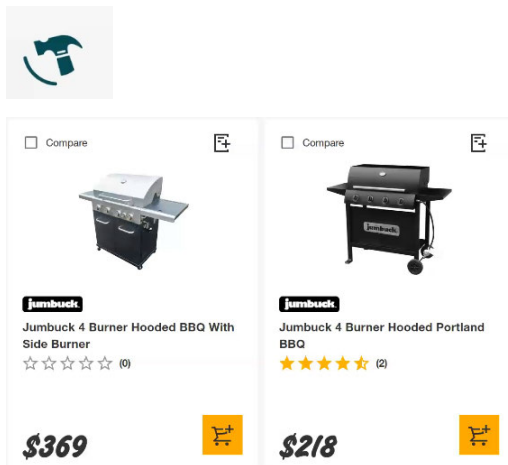 Compare
Compare
jumbuck.
jumbuck.
jumbuck.
Jumbuck 4 Burner Hooded BBQ With
Side Burner
Jumbuck 4 Burner Hooded Portland
BBQ
(0)
(2)
$369
$218